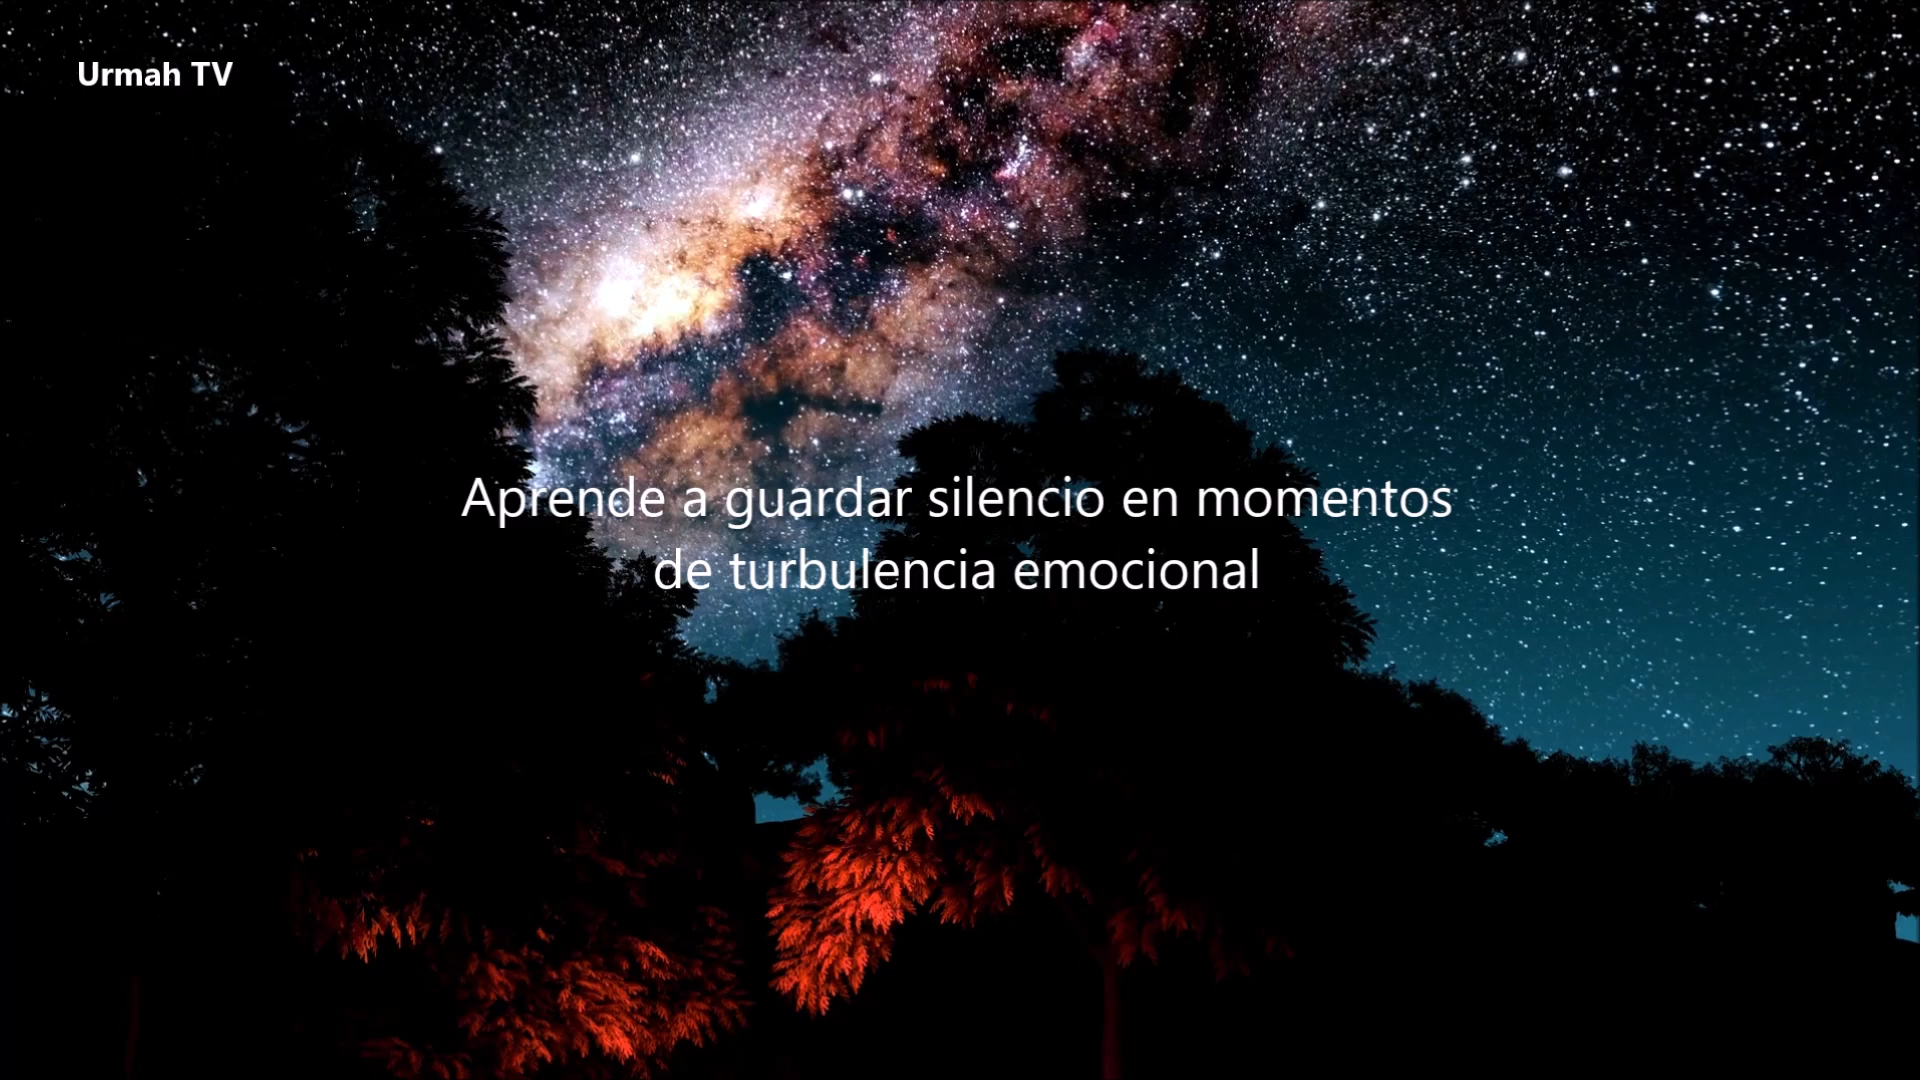 Urmah TV
Aprende a guardar silencio en momentos
de turbulencia emocional